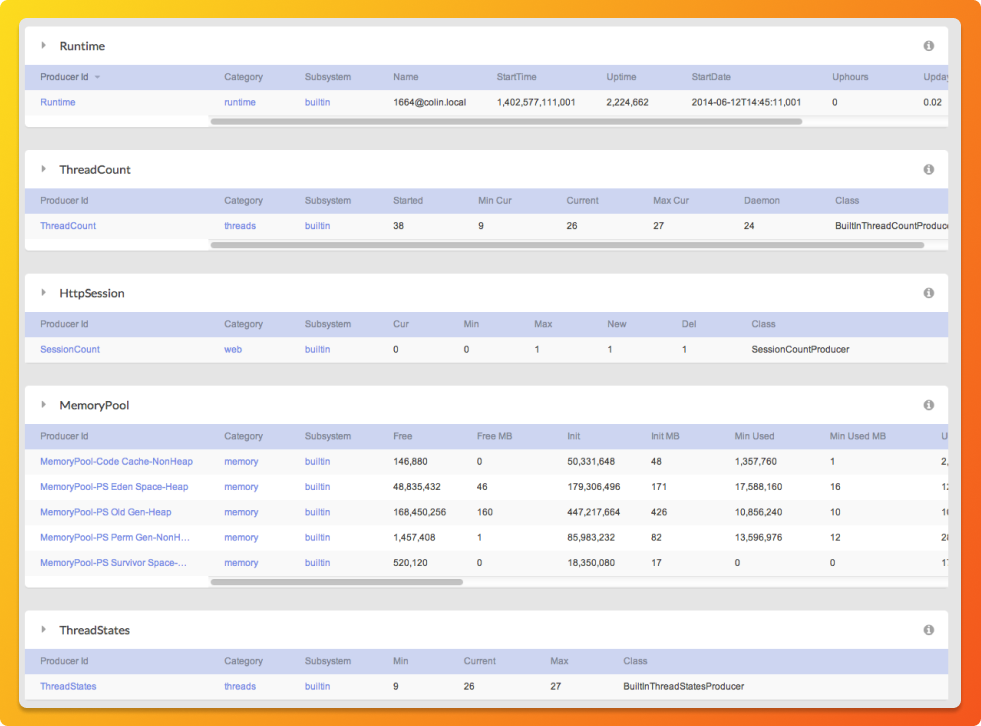 Runtime
Producer Id Category Subsystem Name StartTime Uptime StartDate Uphours Upday
Runtime runtime builtin 1664@colin.local 1,402,577,111,001 2,224,662 2014-06-12T14:45:11,001 0 0.02
ThreadCount
Producer Id Category Subsystem Started Min Cur Current Max Cur Daemon Class
ThreadCount threads builtin 38 9 26 27 24 BuiltInThreadCountProduce
HttpSession
Producer Id Category Subsystem Cur Min Max New Del Class
SessionCount web builtin 0 0 1 1 1 SessionCountProducer
MemoryPool
Producer Id Category Subsystem Free Free MB Init Init MB Min Used Min Used MB U
MemoryPool-Code Cache-NonHeap memory builtin 146,880 0 50,331,648 48 1,357,760 1 2,
MemoryPool-PS Eden Space-Heap memory builtin 48,835,432 46 179,306,496 171 17,588,160 16
MemoryPool-PS Old Gen-Heap memory builtin 168,450,256 160 447,217,664 426 10,856,240 10
MemoryPool-PS Perm Gen-NonH... memory builtin 1,457,408 1 85,983,232 82 13,596,976 12
MemoryPool-PS Survivor Space-... memory builtin 520,120 0 18,350,080 17 0 0
ThreadStates
Producer Id Category Subsystem Min Current Max Class
ThreadStates threads builtin 9 26 27 BuiltInThreadStatesProducer